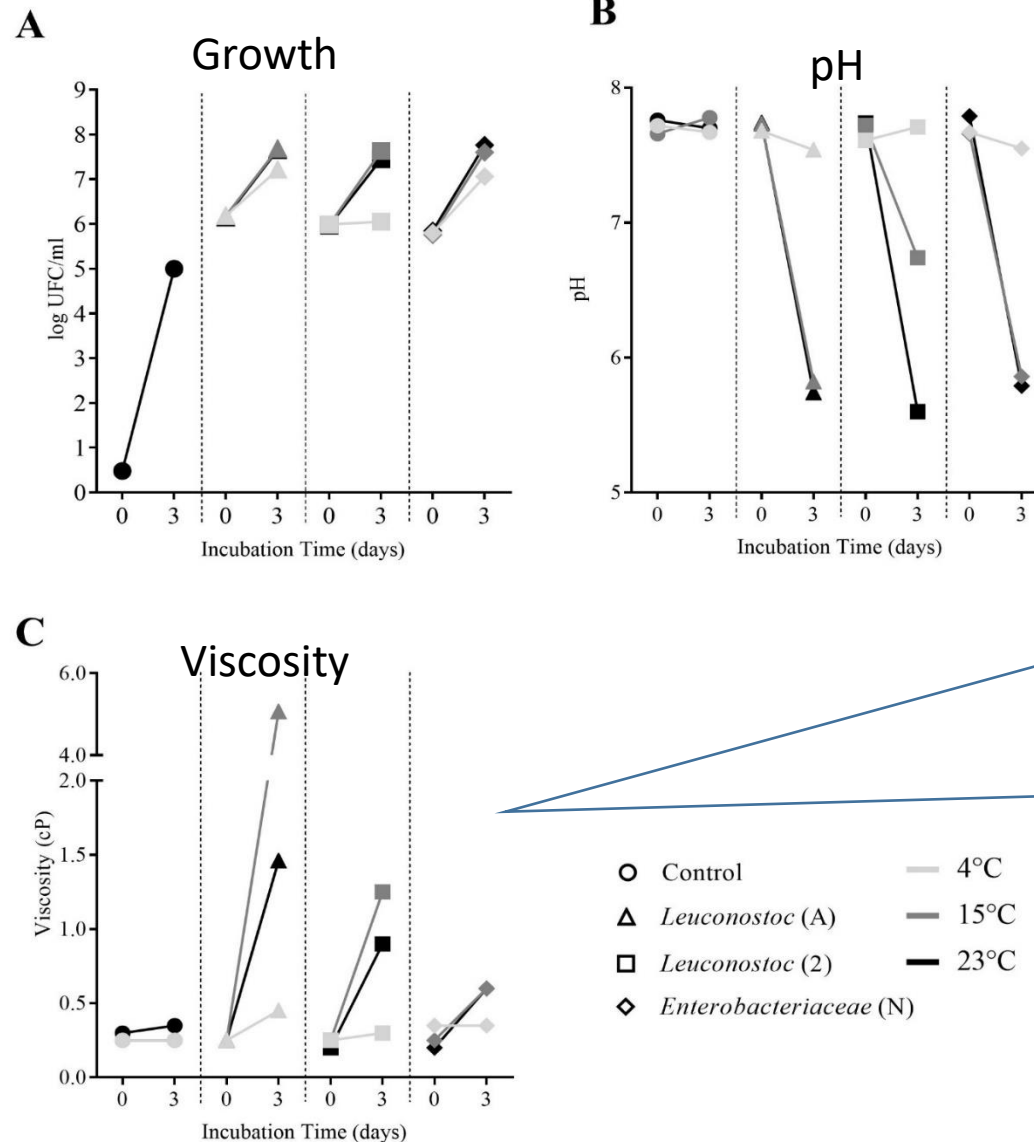 A
Growth
9
8
7
6
5
4
3
2
1
0
log UFC/ml
0 3 0 3 0 3 0 3
Incubation Time (days)
B
pH
8
7
6
5
pH
0 3 0 3 0 3 0 3
Incubation Time (days)
C
Viscosity
6.0
4.0
2.0
1.5
1.0
0.5
0.0
Viscosity (cP)
0 3 0 3 0 3 0 3
Incubation Time (days)
Control
Leuconostoc (A)
Leuconostoc (2)
Enterobacteriaceae (N)
4°C
15°C
23°C